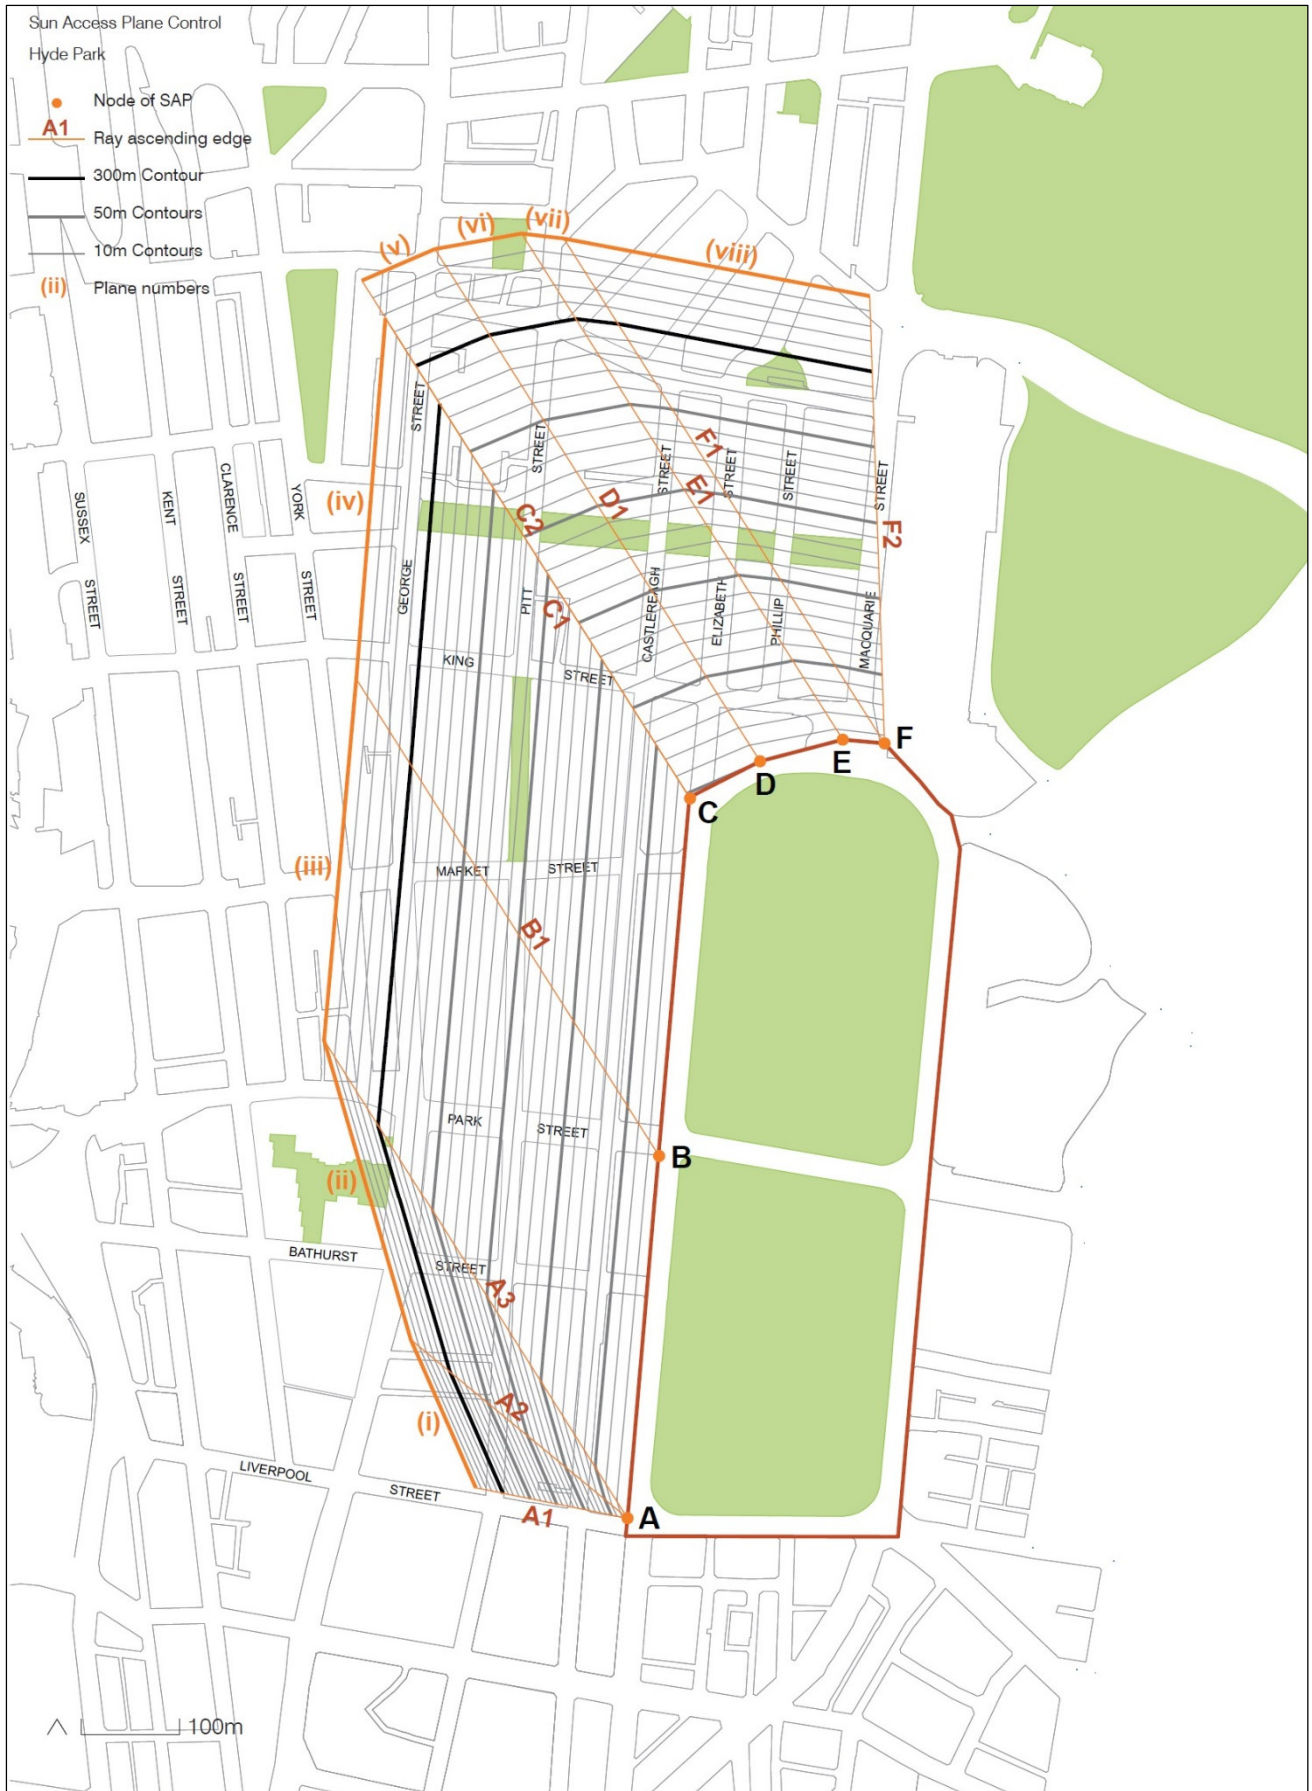 Sun Access Plane Control
Hyde Park
Node of SAP
A1
Ray ascending edge
300m Contour
50m Contours
10m Contours
(ii)
Plane numbers
(v)
(vi)
(vii)
(viii)
STREET
STREET
STREET
STREET
STREET
STREET
F1
E1
D1
C2
F2
C1
(iv)
SUSSEX
STREET
KENT
STREET
CLARENCE
STREET
YORK
STREET
GEORGE
PITT
CASTLEREAGH
ELIZABETH
PHILLIP
MACQUARIE
KING
STREET
F
E
D
C
(iii)
MARKET
STREET
B1
PARK
STREET
B
(ii)
BATHURST
STREET
A3
A2
(i)
LIVERPOOL
STREET
A1
A
100m